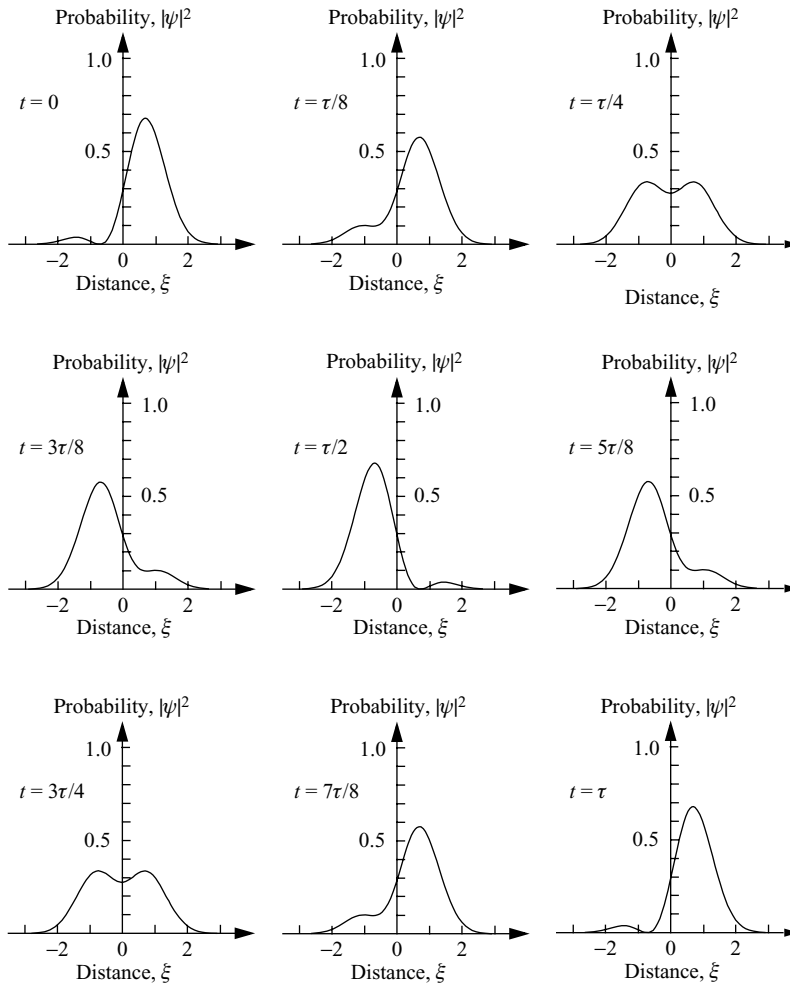 Probability, |ψ|² Probability, |ψ|² Probability, |ψ|²
1.0 1.0 1.0
t = 0 t = τ/8 t = τ/4
0.5 0.5 0.5
−2 0 2 −2 0 2 −2 0 2
Distance, ξ Distance, ξ Distance, ξ
Probability, |ψ|² Probability, |ψ|² Probability, |ψ|²
1.0 1.0 1.0
t = 3τ/8 t = τ/2 t = 5τ/8
0.5 0.5 0.5
−2 0 2 −2 0 2 −2 0 2
Distance, ξ Distance, ξ Distance, ξ
Probability, |ψ|² Probability, |ψ|² Probability, |ψ|²
1.0 1.0 1.0
t = 3τ/4 t = 7τ/8 t = τ
0.5 0.5 0.5
−2 0 2 −2 0 2 −2 0 2
Distance, ξ Distance, ξ Distance, ξ